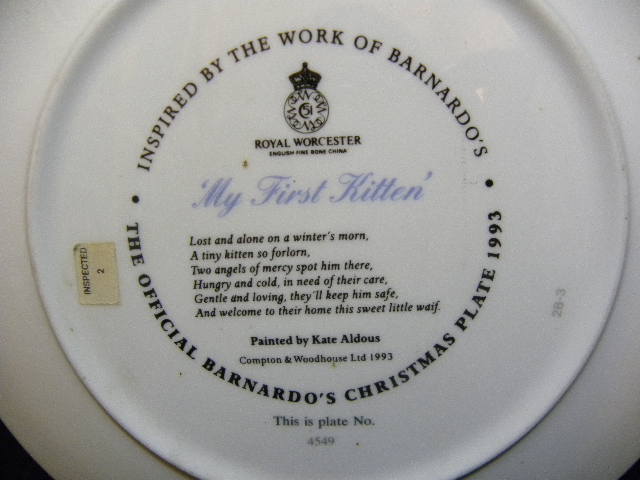 INSPIRED BY THE WORK OF BARNARDO'S
51
ROYAL WORCESTER
ENGLISH FINE BONE CHINA
'My First Kitten'
Lost and alone on a winter's morn,
A tiny kitten so forlorn,
Two angels of mercy spot him there,
Hungry and cold, in need of their care,
Gentle and loving, they'll keep him safe,
And welcome to their home this sweet little waif.
Painted by Kate Aldous
Compton & Woodhouse Ltd 1993
• THE OFFICIAL BARNARDO'S CHRISTMAS PLATE 1993 •
This is plate No.
4549
INSPECTED
2
28-3